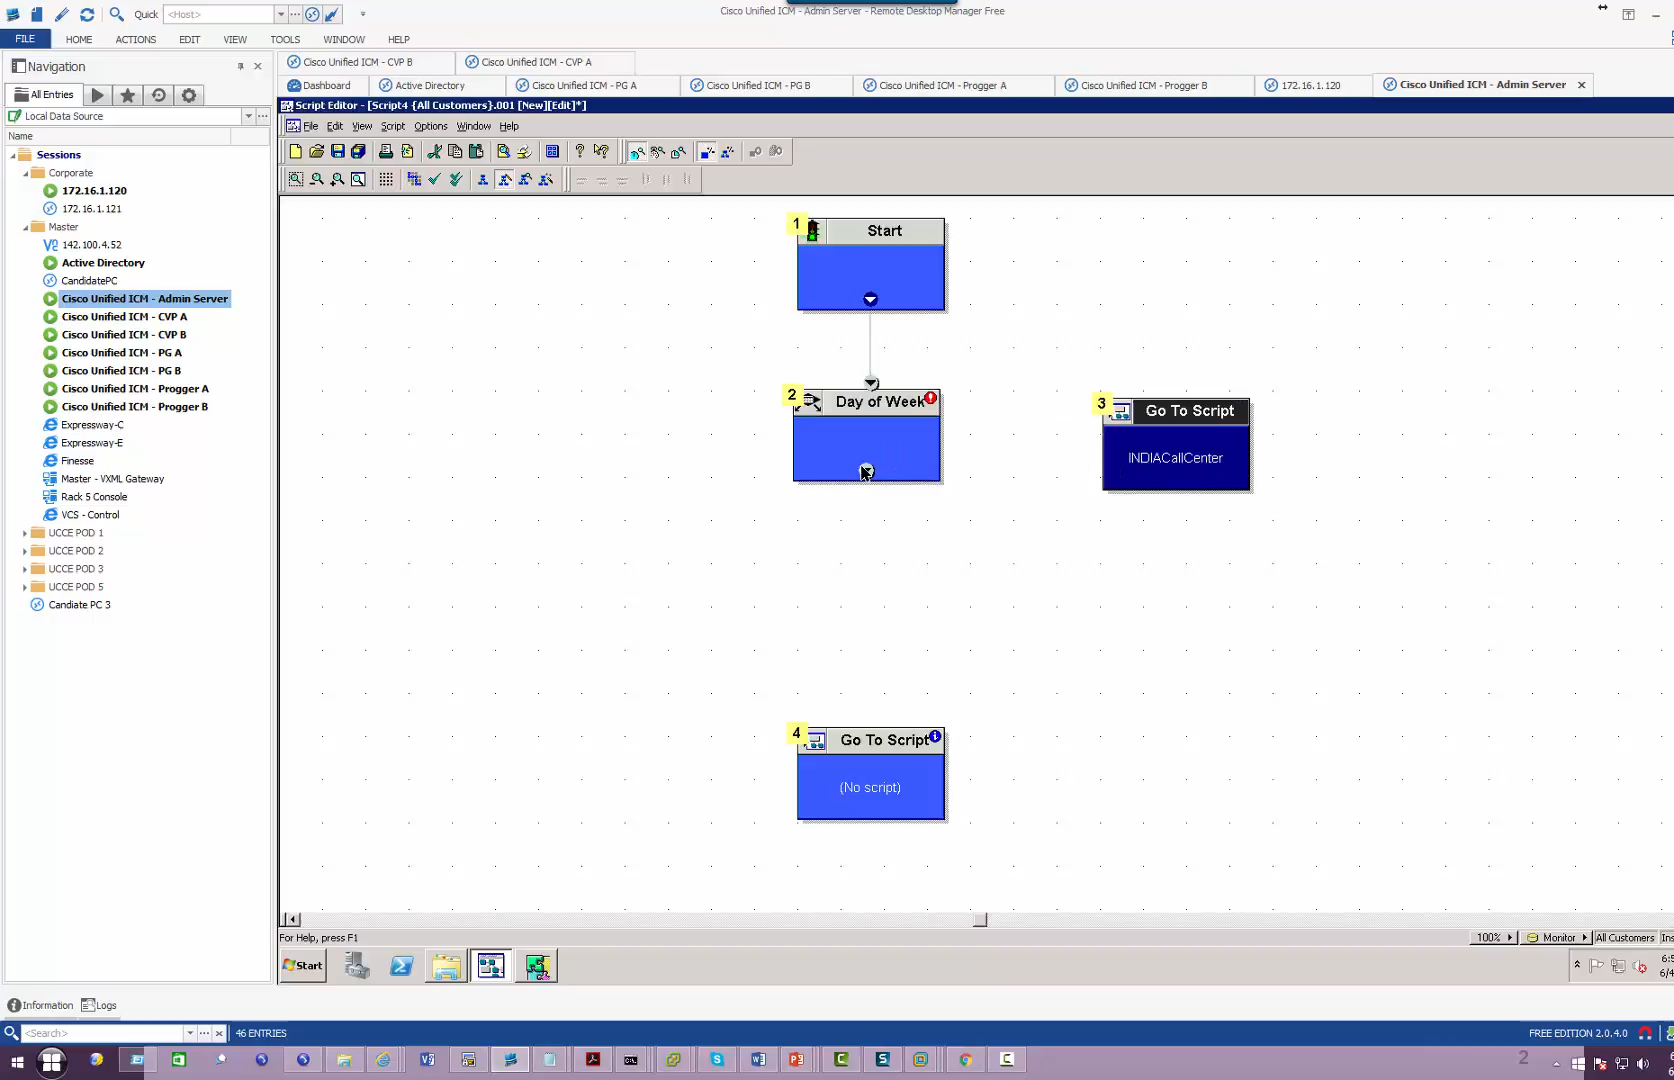 Cisco Unified ICM - Admin Server - Remote Desktop Manager Free
Quick <Host>
FILE HOME ACTIONS EDIT VIEW TOOLS WINDOW HELP
Navigation
Cisco Unified ICM - CVP B Cisco Unified ICM - CVP A
Dashboard Active Directory Cisco Unified ICM - PG A Cisco Unified ICM - PG B Cisco Unified ICM - Progger A Cisco Unified ICM - Progger B 172.16.1.120 Cisco Unified ICM - Admin Server
All Entries
Local Data Source
Name
Sessions
Corporate
172.16.1.120
172.16.1.121
Master
142.100.4.52
Active Directory
CandidatePC
Cisco Unified ICM - Admin Server
Cisco Unified ICM - CVP A
Cisco Unified ICM - CVP B
Cisco Unified ICM - PG A
Cisco Unified ICM - PG B
Cisco Unified ICM - Progger A
Cisco Unified ICM - Progger B
Expressway-C
Expressway-E
Finesse
Master - VXML Gateway
Rack 5 Console
VCS - Control
UCCE POD 1
UCCE POD 2
UCCE POD 3
UCCE POD 5
Candiate PC 3
Script Editor - [Script4 {All Customers}.001 [New][Edit]*]
File Edit View Script Options Window Help
1 Start
2 Day of Week
3 Go To Script
INDIACallCenter
4 Go To Script
(No script)
For Help, press F1
100% Monitor All Customers Ins
Start
6:5
6/4
Information Logs
<Search> 46 ENTRIES
FREE EDITION 2.0.4.0
2
6
6